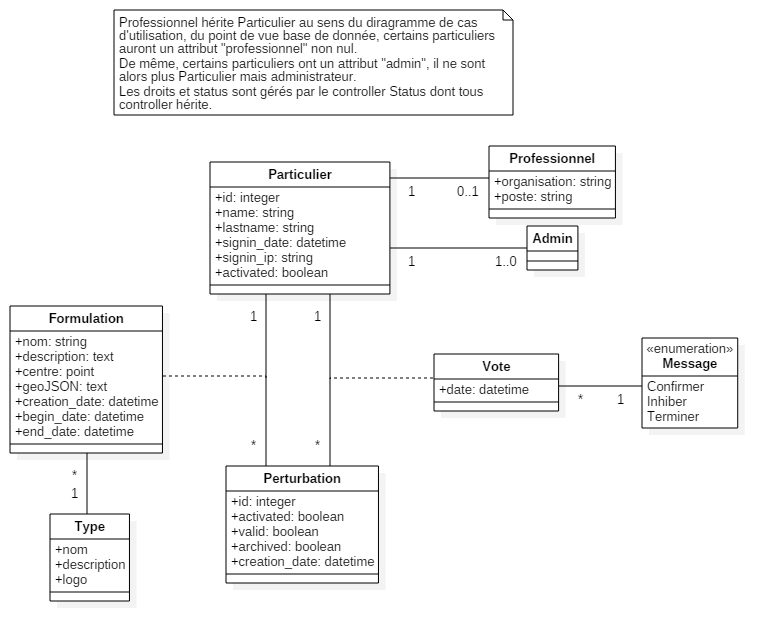 Professionnel hérite Particulier au sens du diragramme de cas
d'utilisation, du point de vue base de donnée, certains particuliers
auront un attribut "professionnel" non nul.
De même, certains particuliers ont un attribut "admin", il ne sont
alors plus Particulier mais administrateur.
Les droits et status sont gérés par le controller Status dont tous
controller hérite.
Particulier
+id: integer
+name: string
+lastname: string
+signin_date: datetime
+signin_ip: string
+activated: boolean
1
0..1
Professionnel
+organisation: string
+poste: string
1
1..0
Admin
Formulation
+nom: string
+description: text
+centre: point
+geoJSON: text
+creation_date: datetime
+begin_date: datetime
+end_date: datetime
1
1
*
*
Vote
+date: datetime
*
1
«enumeration»
Message
Confirmer
Inhiber
Terminer
*
1
Type
+nom
+description
+logo
Perturbation
+id: integer
+activated: boolean
+valid: boolean
+archived: boolean
+creation_date: datetime